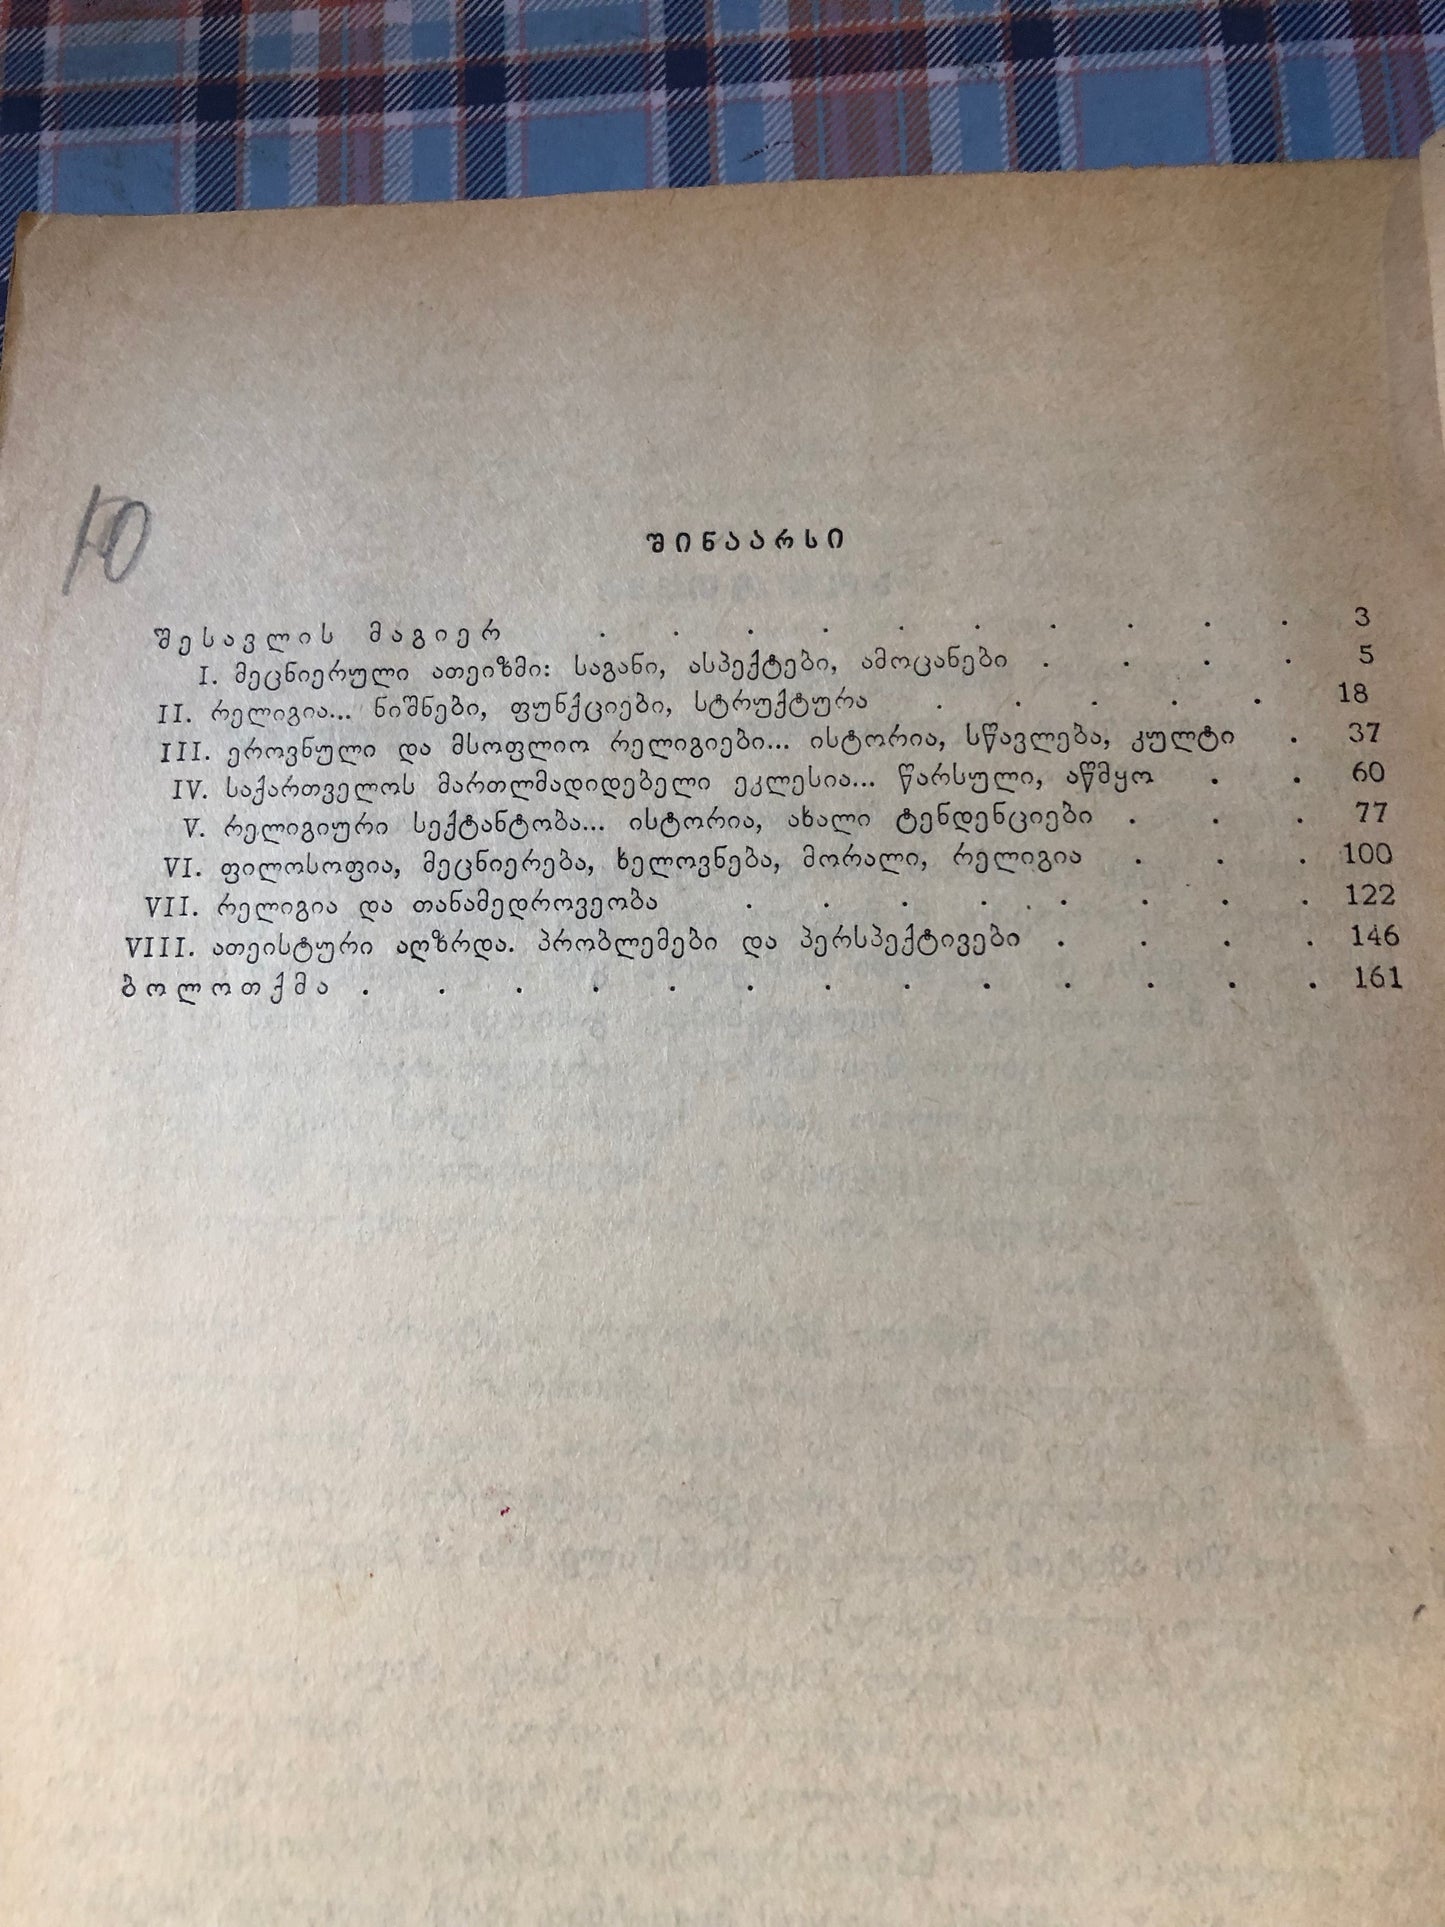 10
შინაარსი
შესავლის მაგიერ . . . . . . . . . . 3
I. მეცნიერული ათეიზმი: საგანი, ასპექტები, ამოცანები . . . . 5
II. რელიგია... ნიშნები, ფუნქციები, სტრუქტურა . . . . . 18
III. ეროვნული და მსოფლიო რელიგიები... ისტორია, სწავლება, კულტი . 37
IV. საქართველოს მართლმადიდებელი ეკლესია... წარსული, აწმყო . . 60
V. რელიგიური სექტანტობა... ისტორია, ახალი ტენდენციები . . . 77
VI. ფილოსოფია, მეცნიერება, ხელოვნება, მორალი, რელიგია . . . 100
VII. რელიგია და თანამედროვეობა . . . . . . . . 122
VIII. ათეისტური აღზრდა. პრობლემები და პერსპექტივები . . . . 146
ბოლოთქმა . . . . . . . . . . . . . 161